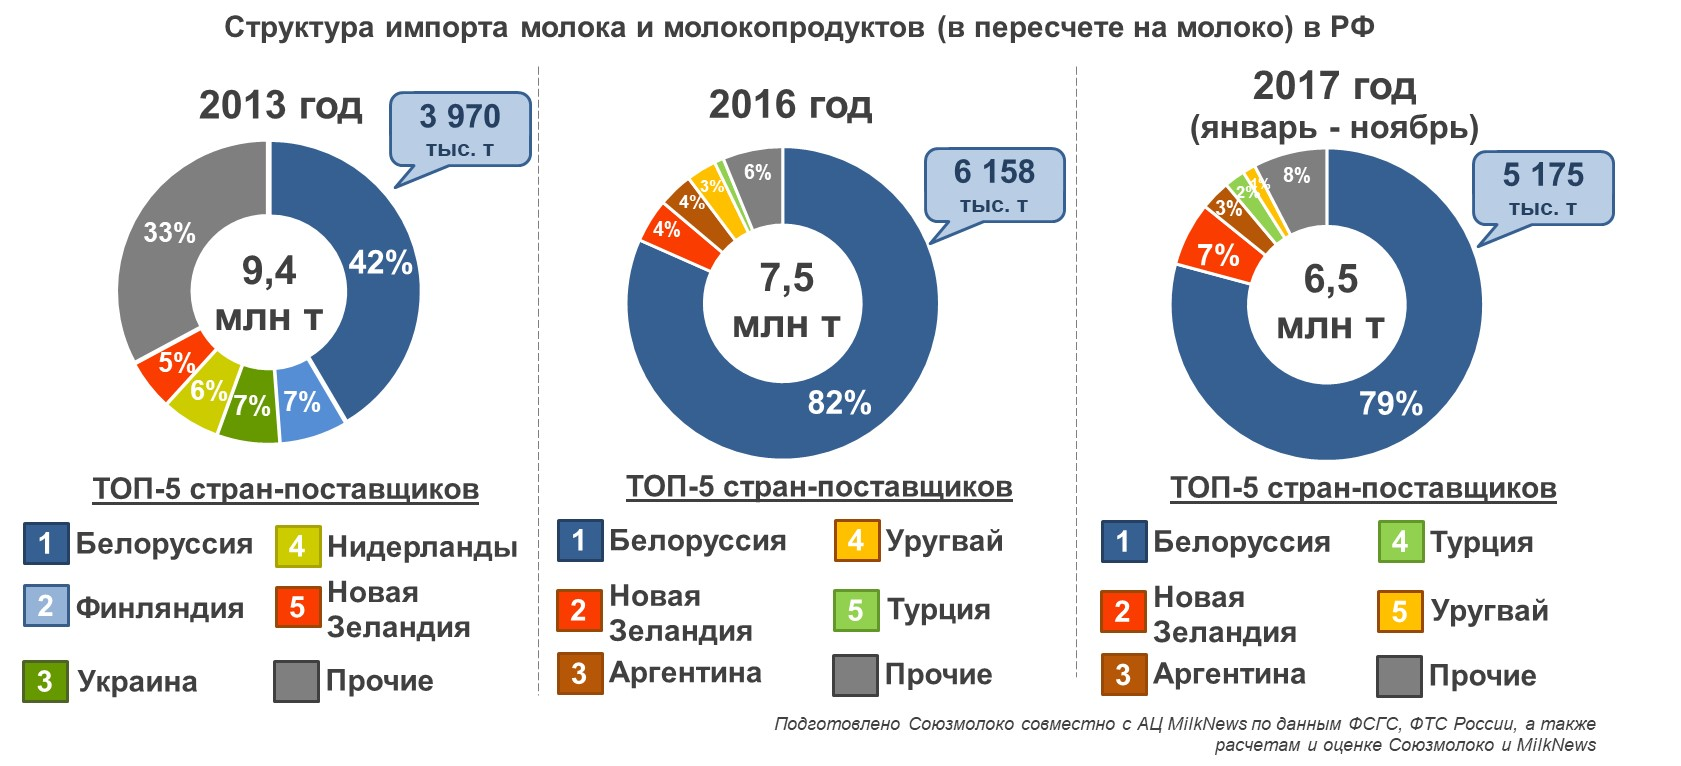 Структура импорта молока и молокопродуктов (в пересчете на молоко) в РФ
2013 год
3 970
тыс. т
33%
42%
9,4
млн т
5%
6%
7%
7%
ТОП-5 стран-поставщиков
1 Белоруссия
4 Нидерланды
2 Финляндия
5 Новая
Зеландия
3 Украина
Прочие
2016 год
6 158
тыс. т
6%
3%
4%
4%
7,5
млн т
82%
ТОП-5 стран-поставщиков
1 Белоруссия
4 Уругвай
2 Новая
Зеландия
5 Турция
3 Аргентина
Прочие
2017 год
(январь - ноябрь)
5 175
тыс. т
8%
1%
2%
3%
7%
6,5
млн т
79%
ТОП-5 стран-поставщиков
1 Белоруссия
4 Турция
2 Новая
Зеландия
5 Уругвай
3 Аргентина
Прочие
Подготовлено Союзмолоко совместно с АЦ MilkNews по данным ФСГС, ФТС России, а также
расчетам и оценке Союзмолоко и MilkNews